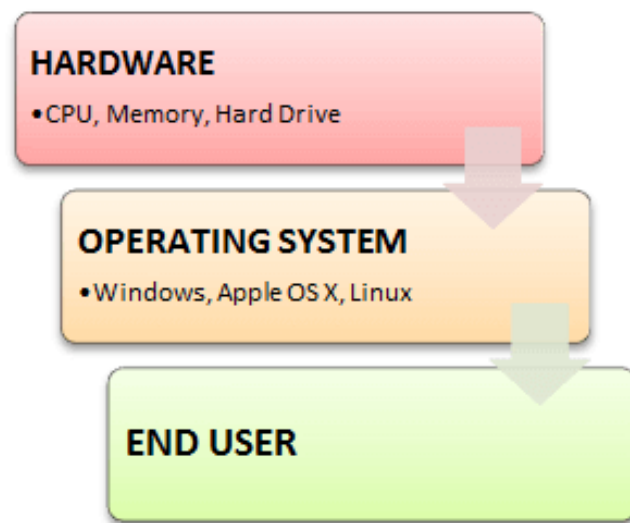 HARDWARE
•CPU, Memory, Hard Drive
OPERATING SYSTEM
•Windows, Apple OS X, Linux
END USER